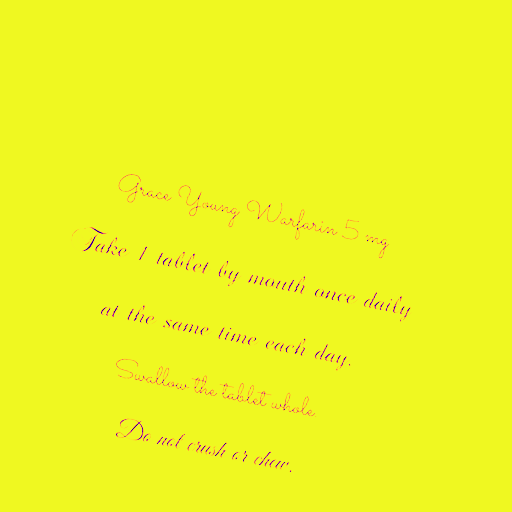 Grace Young Warfarin 5 mg
Take 1 tablet by mouth once daily
at the same time each day.
Swallow the tablet whole
Do not crush or chew.